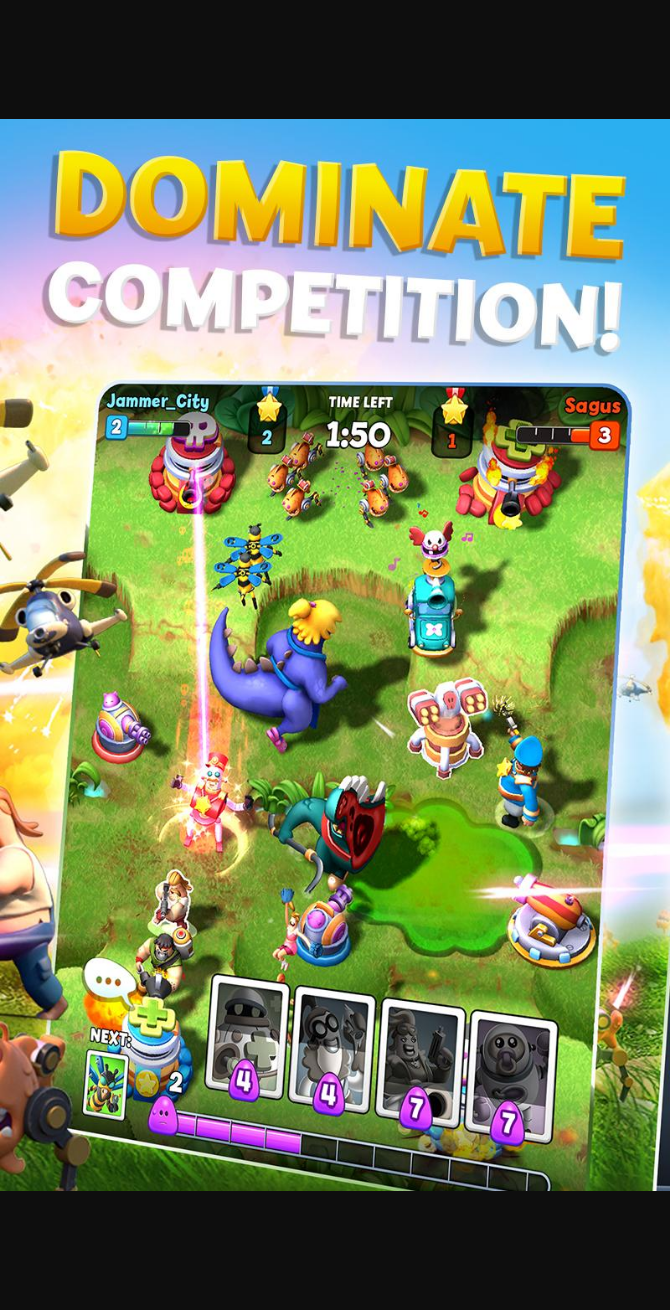 DOMINATE
COMPETITION!
Jammer_City
TIME LEFT
Sagus
2
2
1:50
1
3
NEXT:
2
4
4
7
7